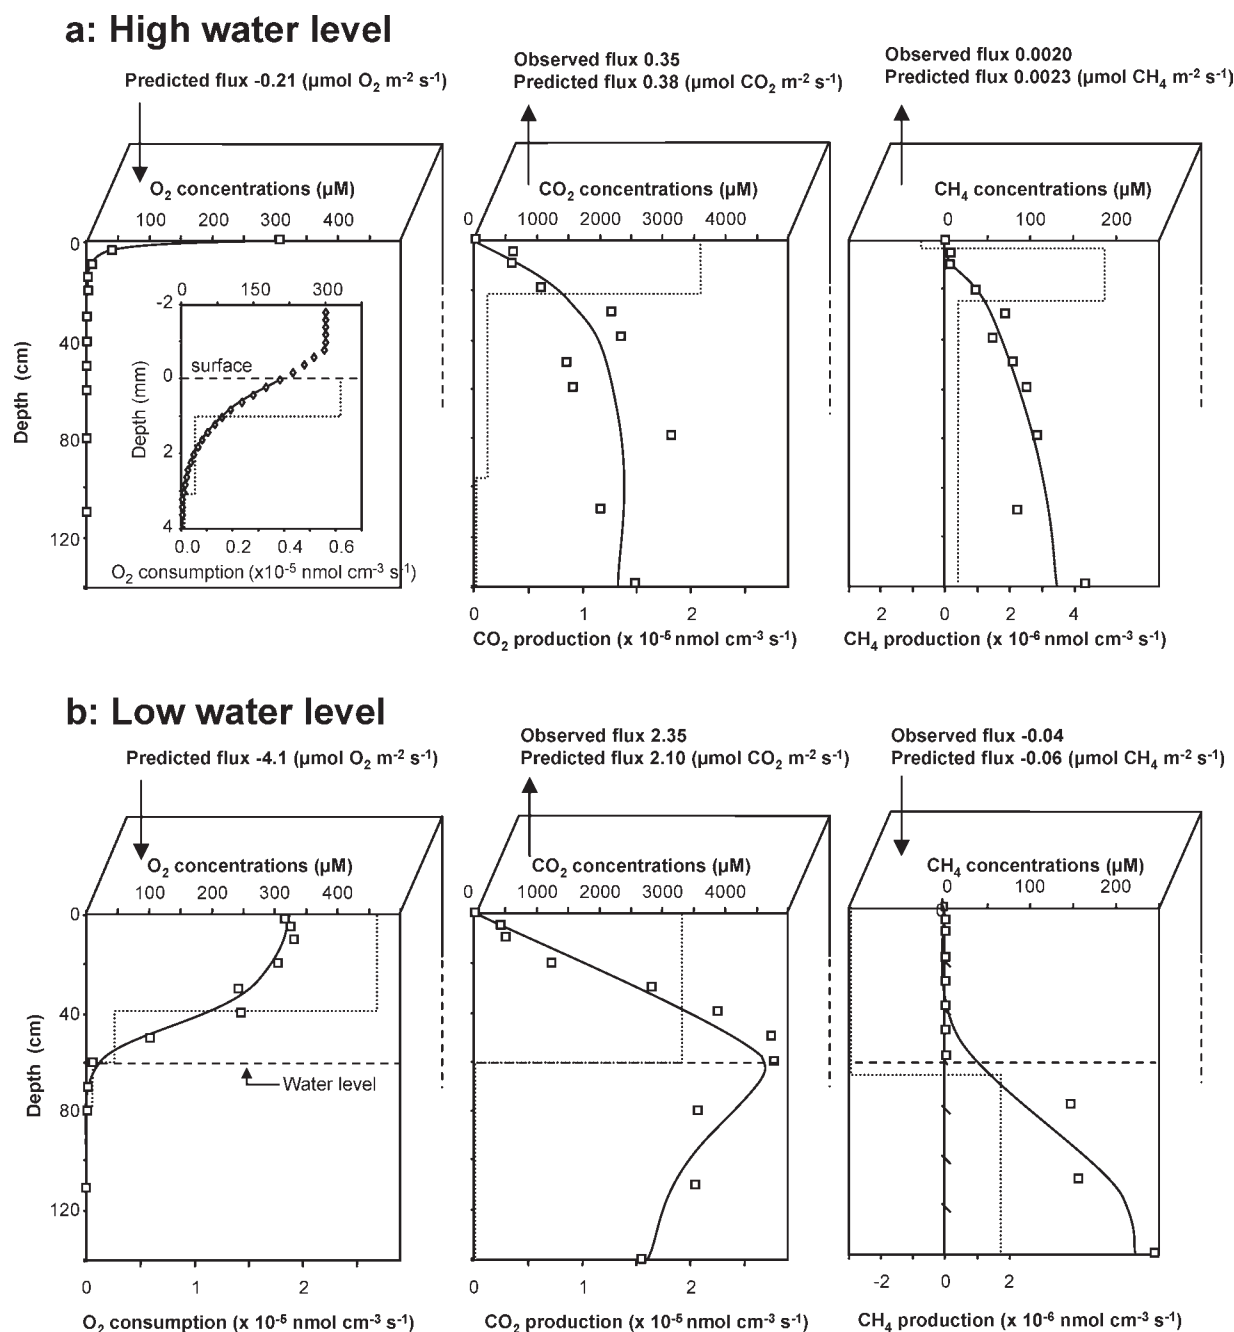 a: High water level
Predicted flux -0.21 (µmol O₂ m⁻² s⁻¹)
Observed flux 0.35
Predicted flux 0.38 (µmol CO₂ m⁻² s⁻¹)
Observed flux 0.0020
Predicted flux 0.0023 (µmol CH₄ m⁻² s⁻¹)
O₂ concentrations (µM)
100 200 300 400
CO₂ concentrations (µM)
0 1000 2000 3000 4000
CH₄ concentrations (µM)
0 100 200
Depth (cm)
0
40
80
120
0 150 300
Depth (mm)
-2
0
2
4
surface
0.0 0.2 0.4 0.6
O₂ consumption (x10⁻⁵ nmol cm⁻³ s⁻¹)
0 1 2
CO₂ production (x 10⁻⁵ nmol cm⁻³ s⁻¹)
2 0 2 4
CH₄ production (x 10⁻⁶ nmol cm⁻³ s⁻¹)
b: Low water level
Predicted flux -4.1 (µmol O₂ m⁻² s⁻¹)
Observed flux 2.35
Predicted flux 2.10 (µmol CO₂ m⁻² s⁻¹)
Observed flux -0.04
Predicted flux -0.06 (µmol CH₄ m⁻² s⁻¹)
O₂ concentrations (µM)
100 200 300 400
CO₂ concentrations (µM)
0 1000 2000 3000 4000
CH₄ concentrations (µM)
0 100 200
Depth (cm)
0
40
60
80
120
Water level
0 1 2
O₂ consumption (x 10⁻⁵ nmol cm⁻³ s⁻¹)
0 1 2
CO₂ production (x 10⁻⁵ nmol cm⁻³ s⁻¹)
-2 0 2
CH₄ production (x 10⁻⁶ nmol cm⁻³ s⁻¹)